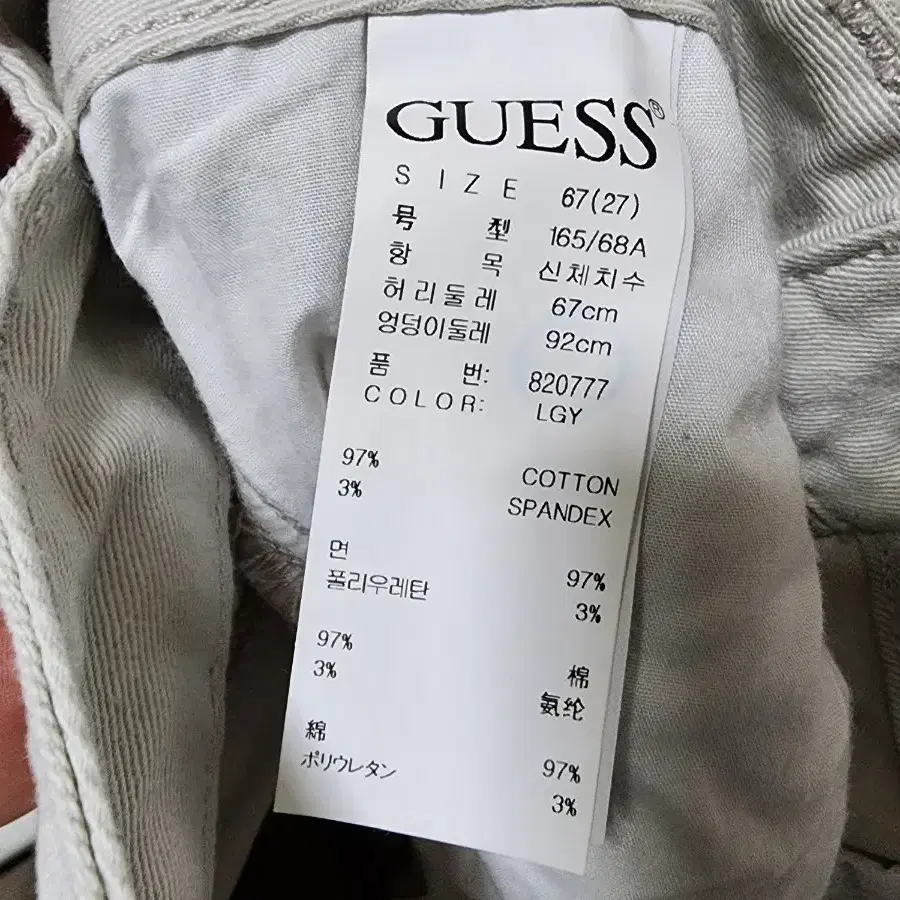 GUESS®
SIZE 67(27)
号型 165/68A
항목 신체치수
허리둘레 67cm
엉덩이둘레 92cm
품번: 820777
COLOR: LGY
97% COTTON
3% SPANDEX
면 97%
폴리우레탄 3%
97% 棉
3% 氨纶
綿 97%
ポリウレタン 3%